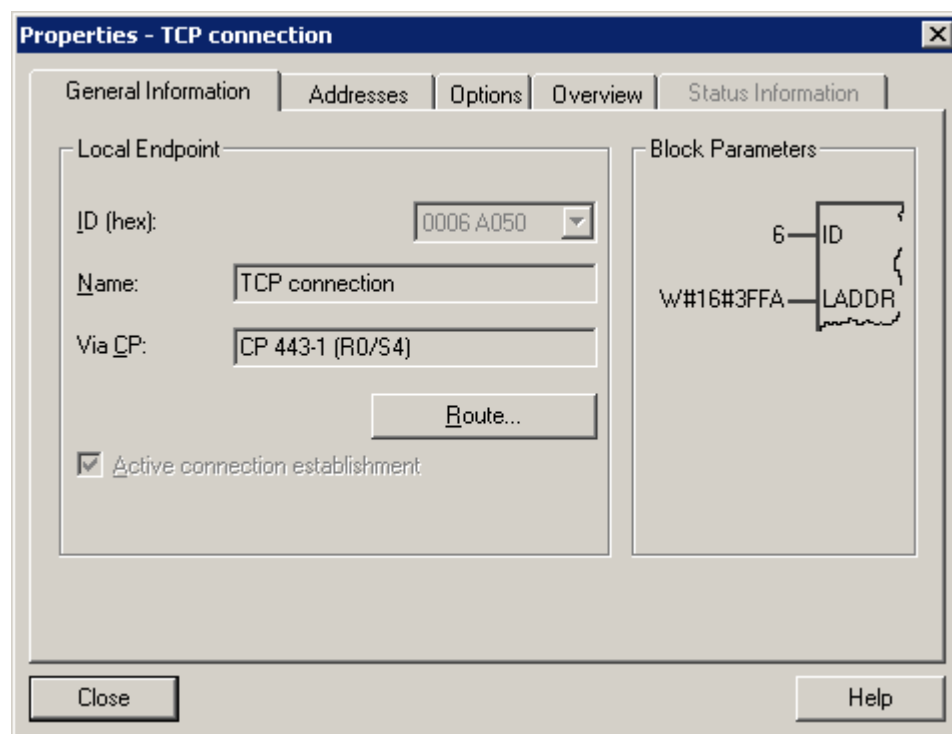 Properties - TCP connection
General Information Addresses Options Overview Status Information
Local Endpoint
ID (hex): 0006 A050
Name: TCP connection
Via CP: CP 443-1 (R0/S4)
Route...
Active connection establishment
Block Parameters
6 ID
W#16#3FFA LADDR
Close Help